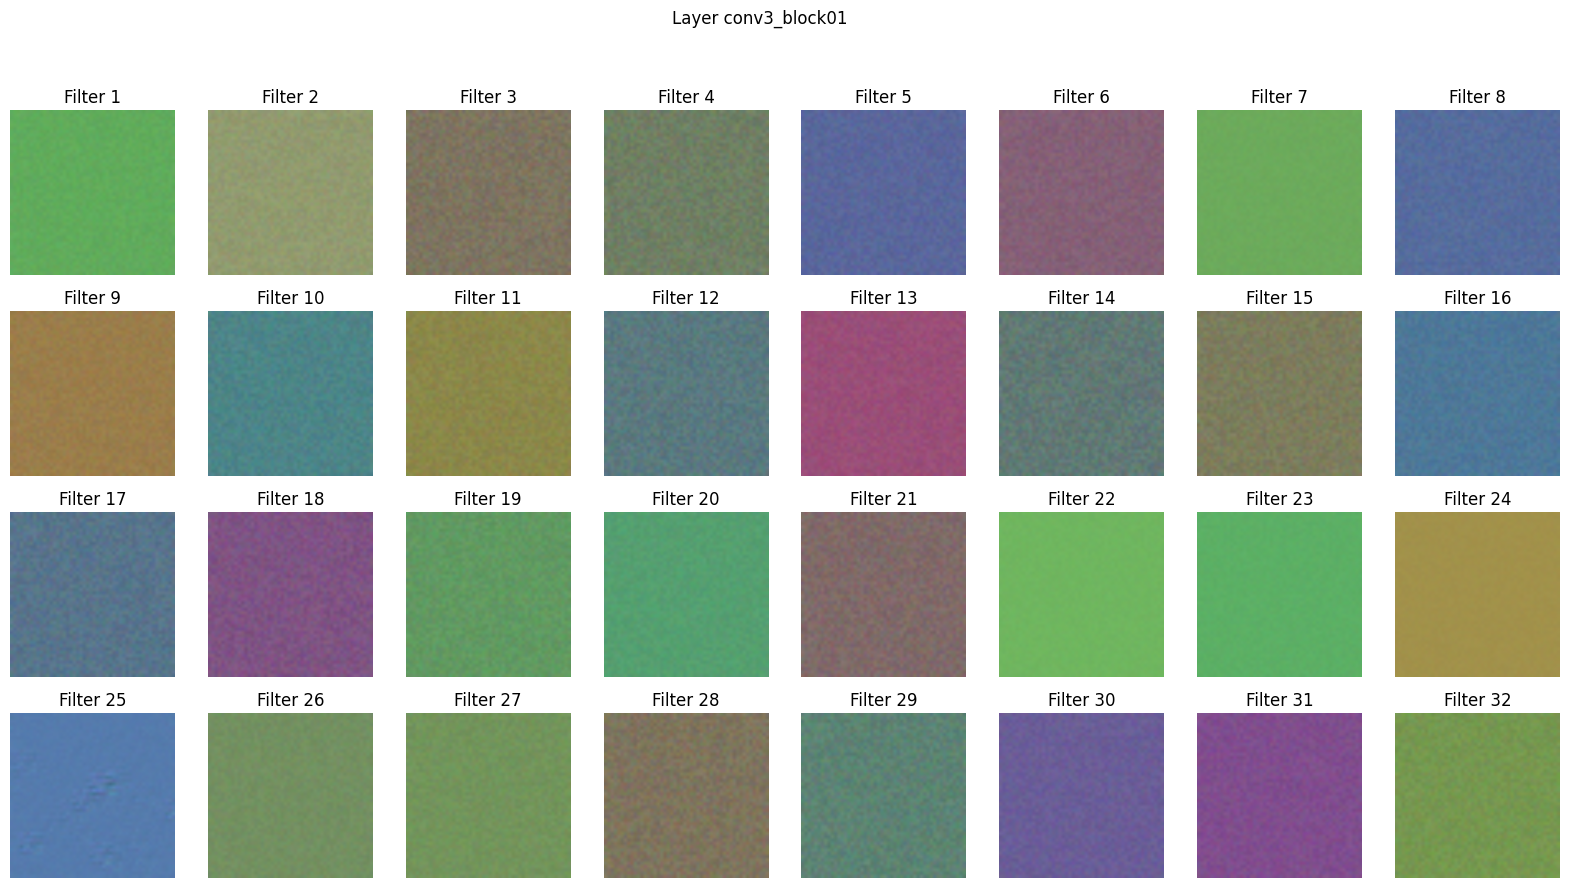 Layer conv3_block01
Filter 1 Filter 2 Filter 3 Filter 4 Filter 5 Filter 6 Filter 7 Filter 8
Filter 9 Filter 10 Filter 11 Filter 12 Filter 13 Filter 14 Filter 15 Filter 16
Filter 17 Filter 18 Filter 19 Filter 20 Filter 21 Filter 22 Filter 23 Filter 24
Filter 25 Filter 26 Filter 27 Filter 28 Filter 29 Filter 30 Filter 31 Filter 32